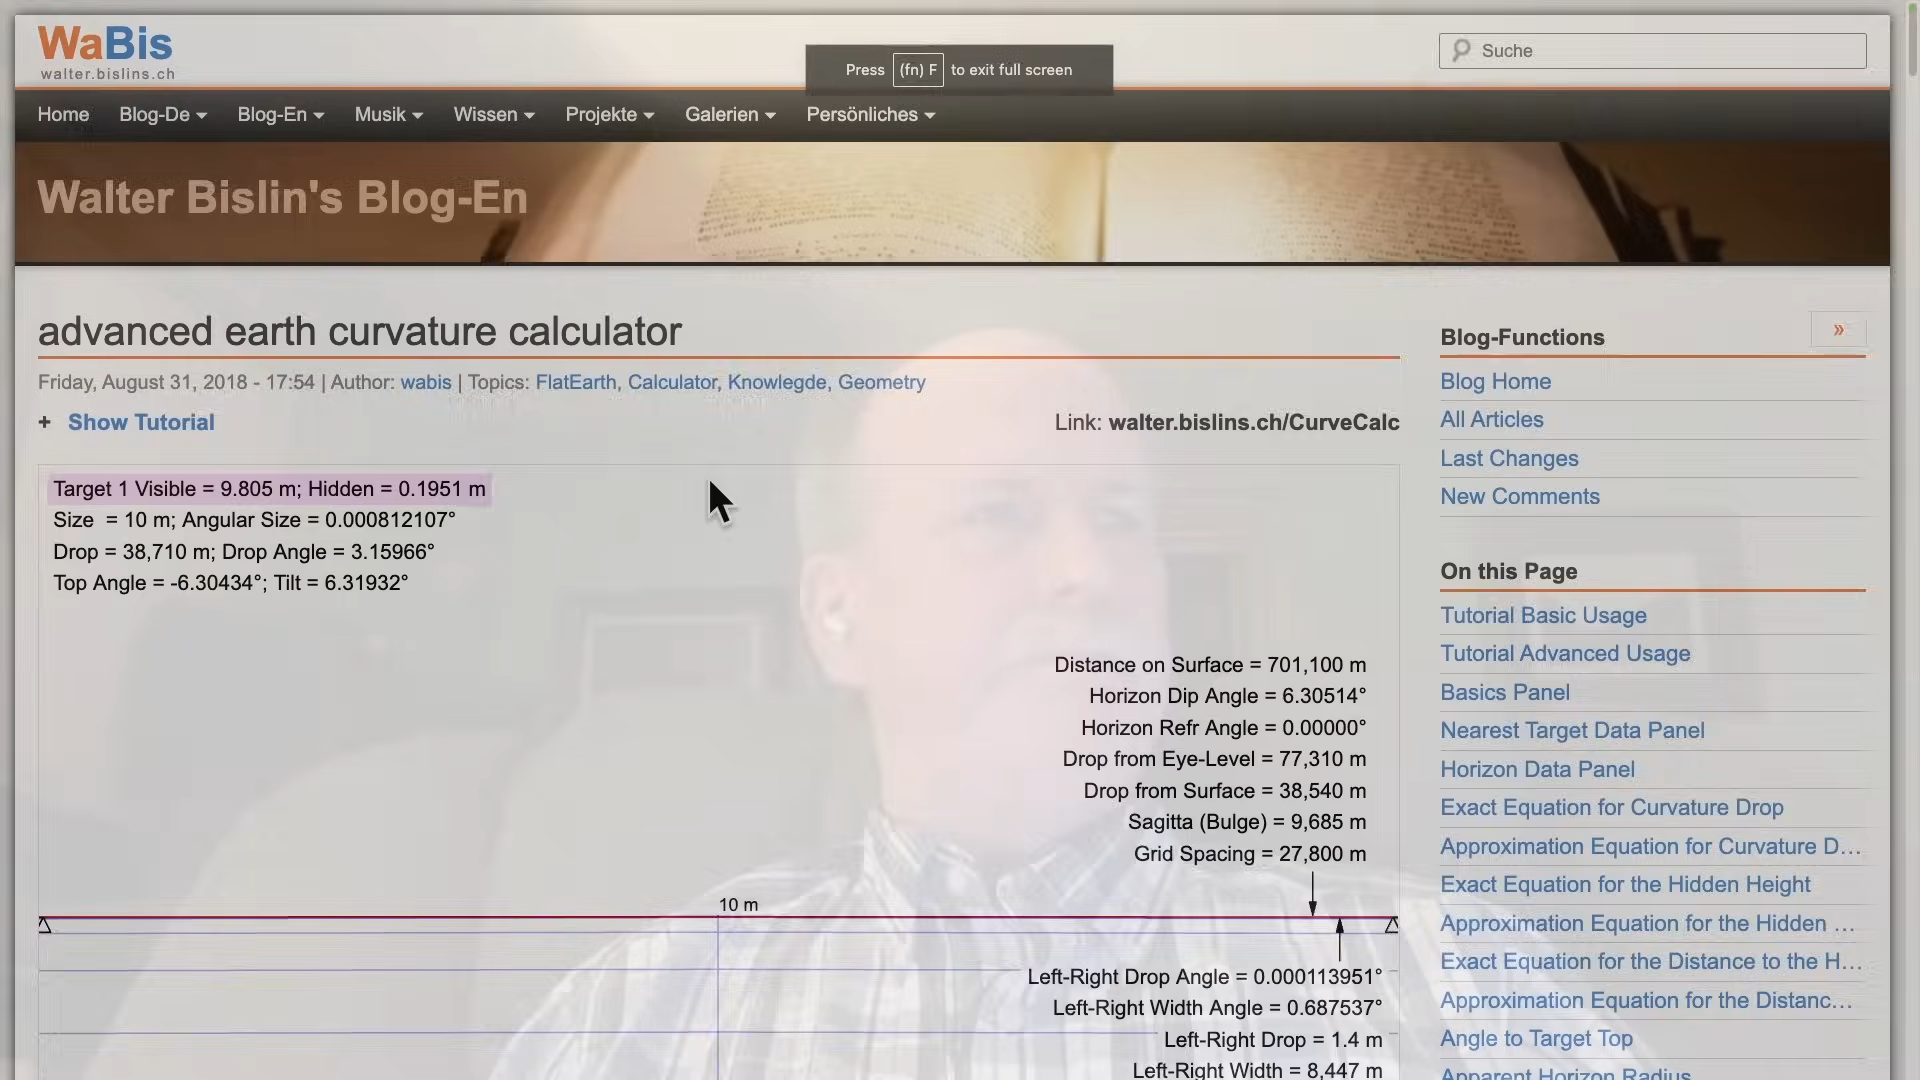 WaBis
walter.bislins.ch
Press (fn) F to exit full screen
Suche
Home Blog-De Blog-En Musik Wissen Projekte Galerien Persönliches
Walter Bislin's Blog-En
advanced earth curvature calculator
Friday, August 31, 2018 - 17:54 | Author: wabis | Topics: FlatEarth, Calculator, Knowlegde, Geometry
+ Show Tutorial
Link: walter.bislins.ch/CurveCalc
Target 1 Visible = 9.805 m; Hidden = 0.1951 m
Size = 10 m; Angular Size = 0.000812107°
Drop = 38,710 m; Drop Angle = 3.15966°
Top Angle = -6.30434°; Tilt = 6.31932°
Distance on Surface = 701,100 m
Horizon Dip Angle = 6.30514°
Horizon Refr Angle = 0.00000°
Drop from Eye-Level = 77,310 m
Drop from Surface = 38,540 m
Sagitta (Bulge) = 9,685 m
Grid Spacing = 27,800 m
10 m
Left-Right Drop Angle = 0.000113951°
Left-Right Width Angle = 0.687537°
Left-Right Drop = 1.4 m
Left-Right Width = 8,447 m
Blog-Functions »
Blog Home
All Articles
Last Changes
New Comments
On this Page
Tutorial Basic Usage
Tutorial Advanced Usage
Basics Panel
Nearest Target Data Panel
Horizon Data Panel
Exact Equation for Curvature Drop
Approximation Equation for Curvature D...
Exact Equation for the Hidden Height
Approximation Equation for the Hidden ...
Exact Equation for the Distance to the H...
Approximation Equation for the Distanc...
Angle to Target Top
Apparent Horizon Radius